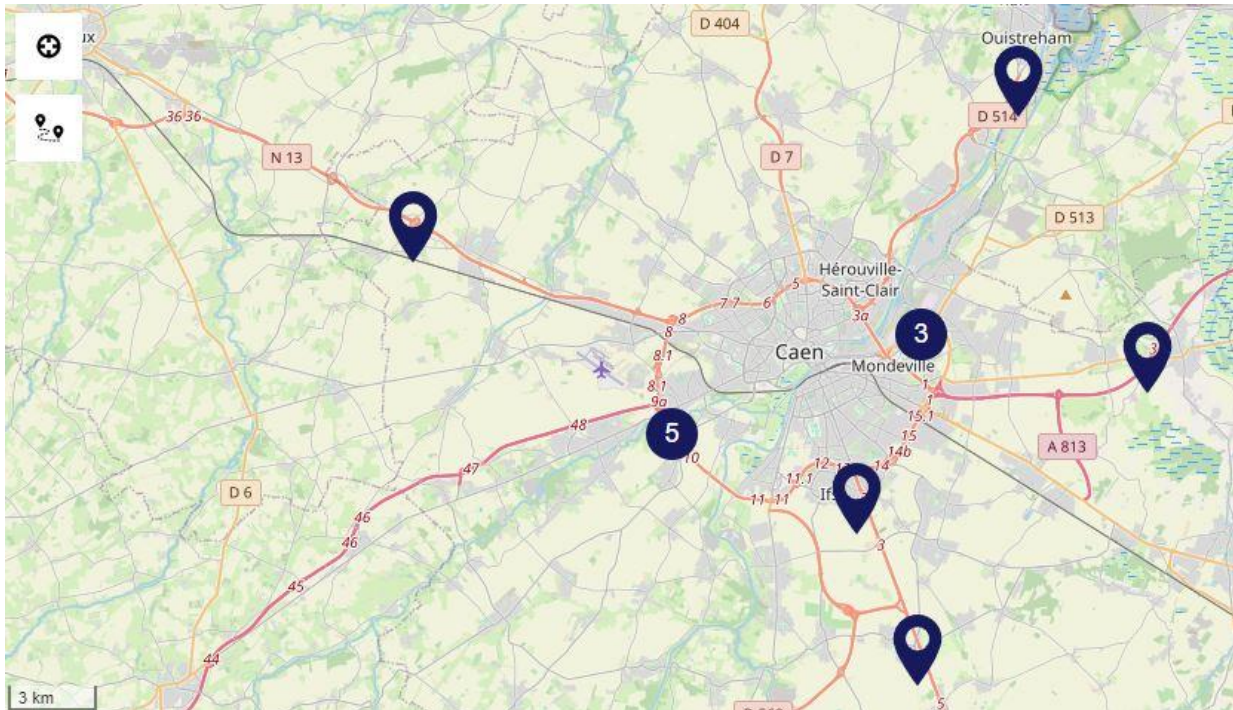 D 404
Ouistreham
ux
36 36
D 514
N 13
D 7
D 513
Hérouville-
Saint-Clair
5
7 7
6
8
3a
8
3
Caen
8.1
Mondeville
3
8.1
1
9a
1
48
15.1
5
15
A 813
10
14b
47
12
14
11.1
D 6
If
11 11
46
3
46
45
44
3 km
5